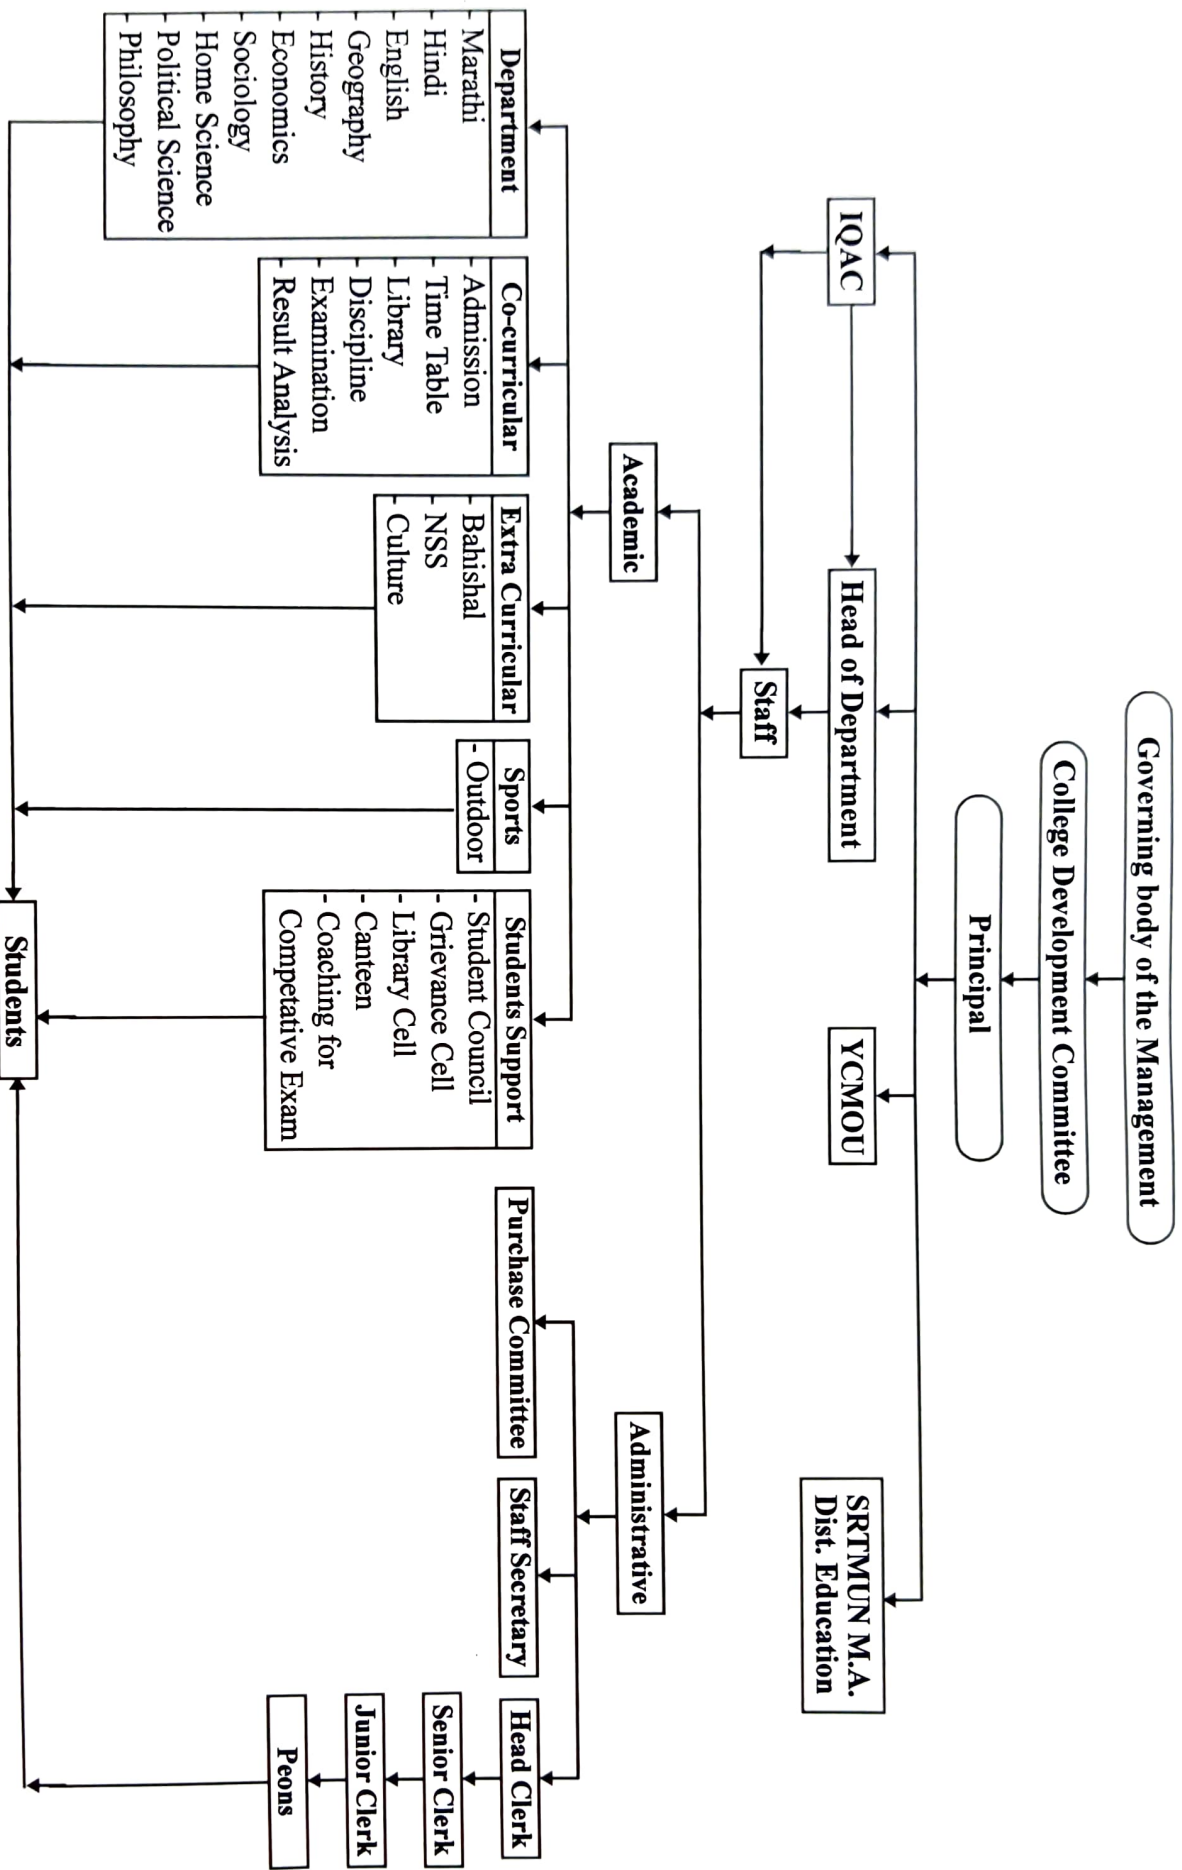 Governing body of the Management
College Development Committee
Principal
IQAC
Head of Department
YCMOU
SRTMUN M.A.
Dist. Education
Staff
Academic
Administrative
Department
- Marathi
- Hindi
- English
- Geography
- History
- Economics
- Sociology
- Home Science
- Political Science
- Philosophy
Co-curricular
- Admission
- Time Table
- Library
- Discipline
- Examination
- Result Analysis
Extra Curricular
- Bahishal
- NSS
- Culture
Sports
- Outdoor
Students Support
- Student Council
- Grievance Cell
- Library Cell
- Canteen
- Coaching for
Competative Exam
Purchase Committee
Staff Secretary
Head Clerk
Senior Clerk
Junior Clerk
Peons
Students